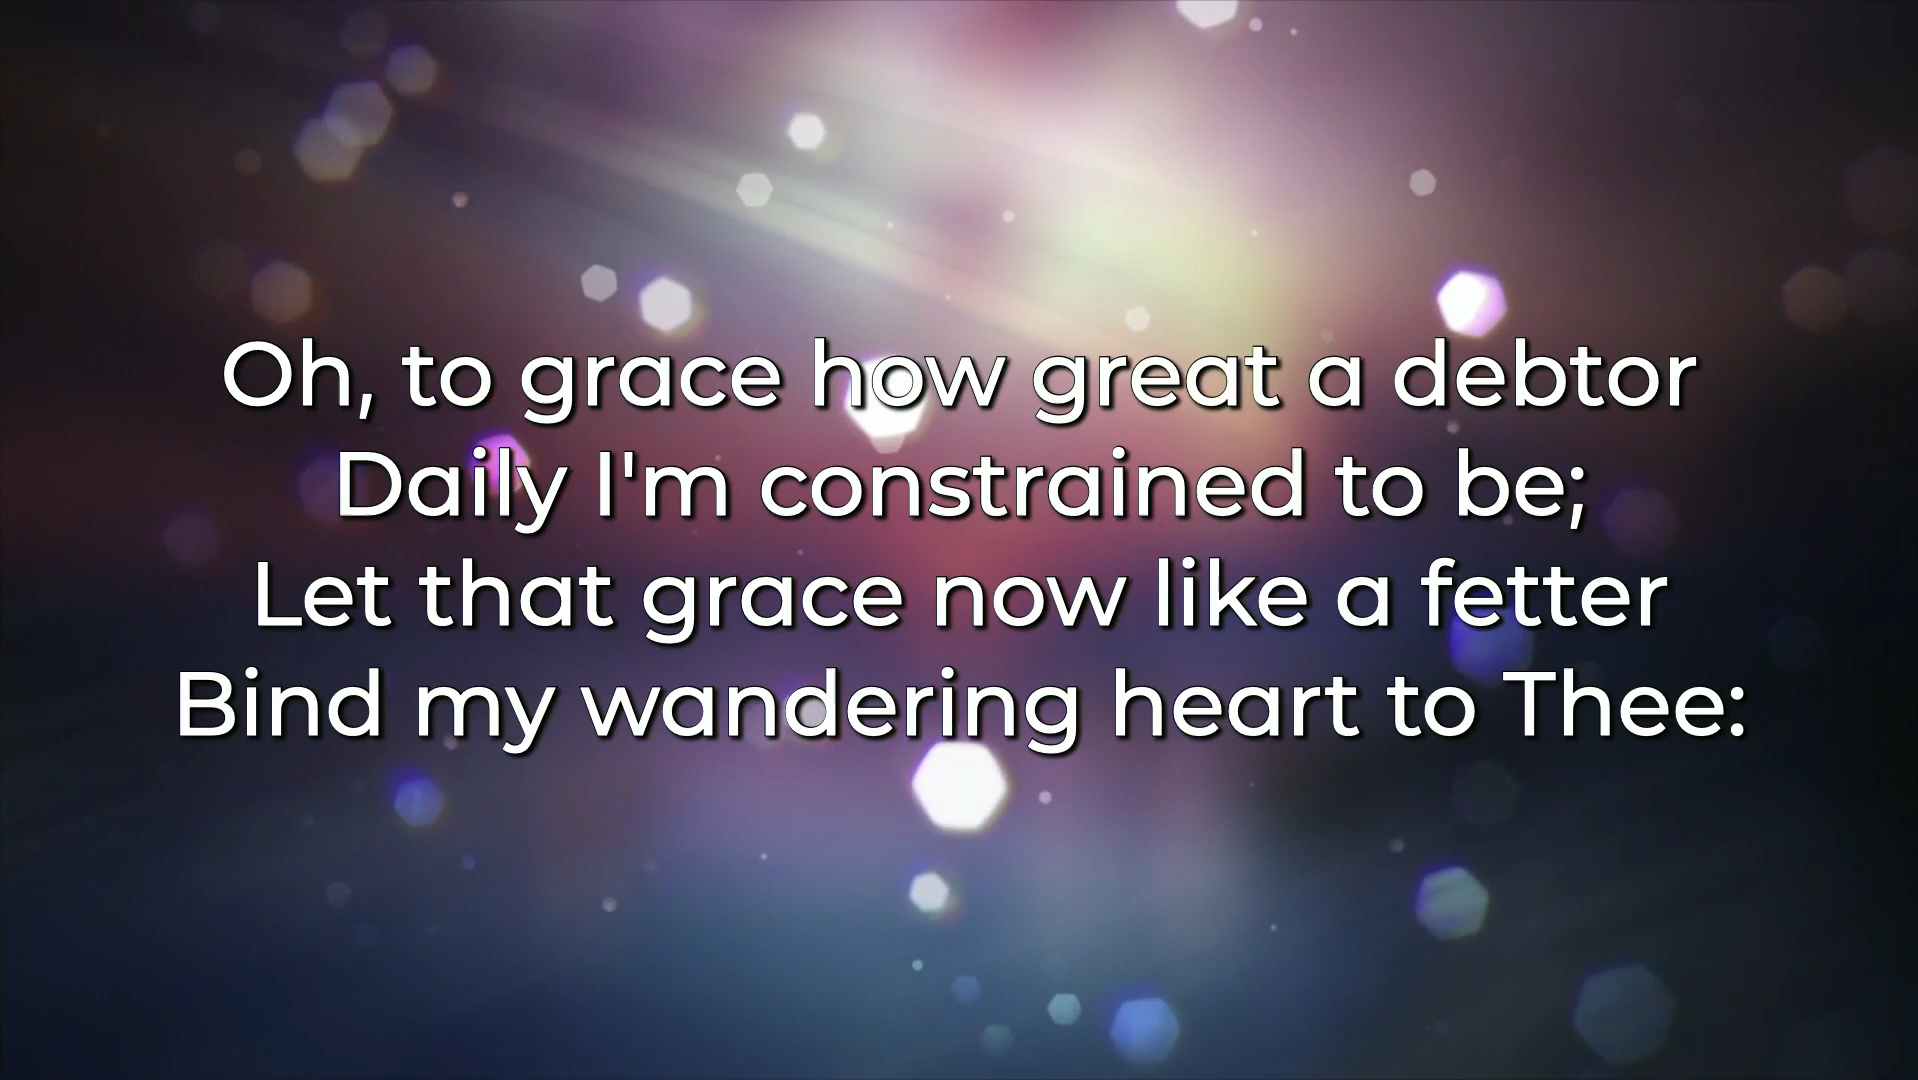 Oh, to grace how great a debtor
Daily I'm constrained to be;
Let that grace now like a fetter
Bind my wandering heart to Thee: